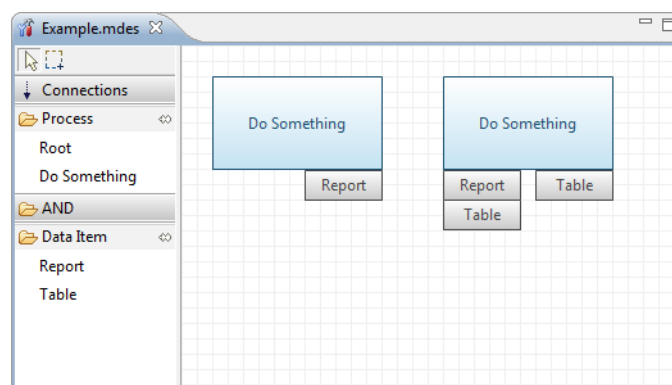 Example.mdes
Connections
Process
Root
Do Something
AND
Data Item
Report
Table
Do Something
Report
Do Something
Report Table
Table